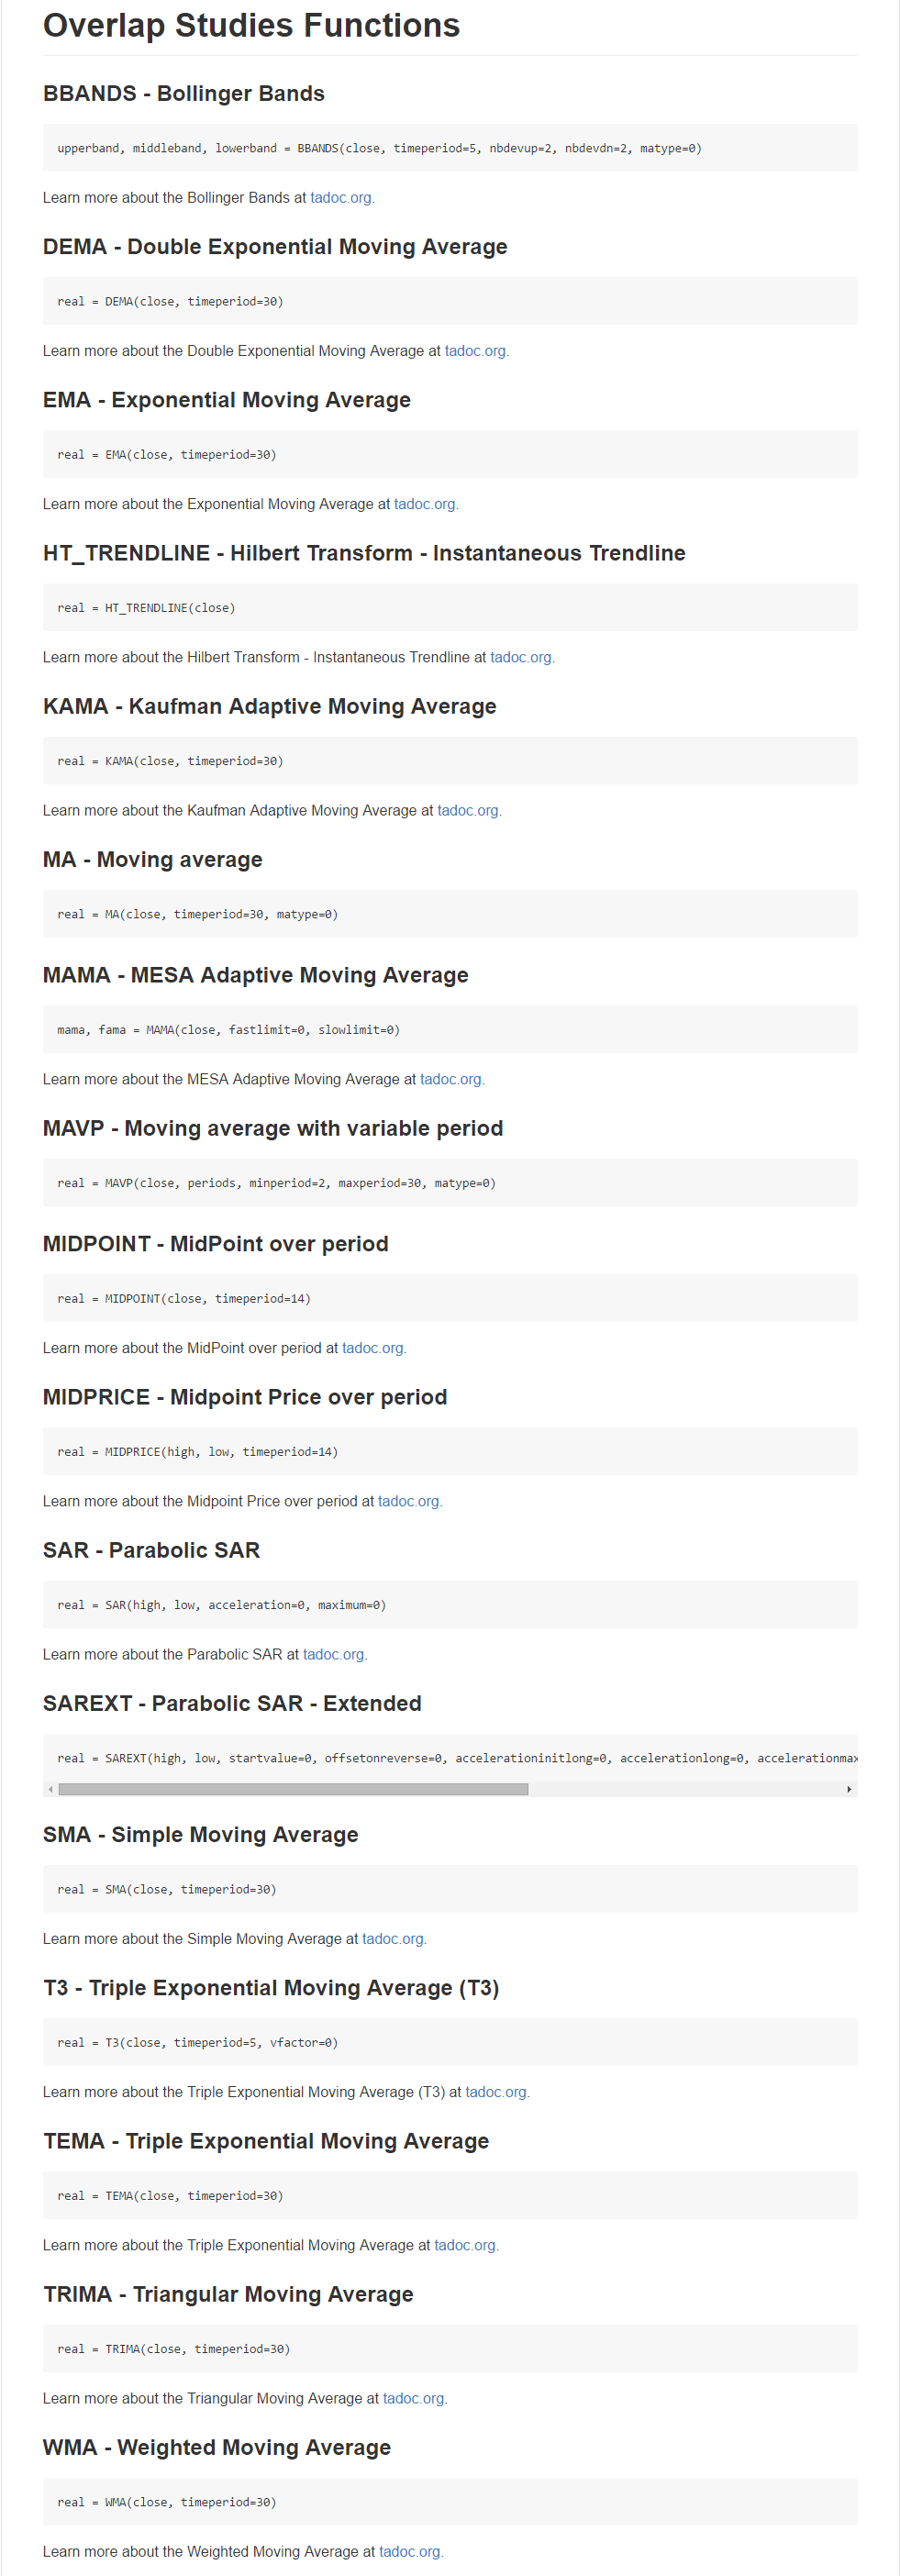 Overlap Studies Functions
BBANDS - Bollinger Bands
upperband, middleband, lowerband = BBANDS(close, timeperiod=5, nbdevup=2, nbdevdn=2, matype=0)
Learn more about the Bollinger Bands at tadoc.org.
DEMA - Double Exponential Moving Average
real = DEMA(close, timeperiod=30)
Learn more about the Double Exponential Moving Average at tadoc.org.
EMA - Exponential Moving Average
real = EMA(close, timeperiod=30)
Learn more about the Exponential Moving Average at tadoc.org.
HT_TRENDLINE - Hilbert Transform - Instantaneous Trendline
real = HT_TRENDLINE(close)
Learn more about the Hilbert Transform - Instantaneous Trendline at tadoc.org.
KAMA - Kaufman Adaptive Moving Average
real = KAMA(close, timeperiod=30)
Learn more about the Kaufman Adaptive Moving Average at tadoc.org.
MA - Moving average
real = MA(close, timeperiod=30, matype=0)
MAMA - MESA Adaptive Moving Average
mama, fama = MAMA(close, fastlimit=0, slowlimit=0)
Learn more about the MESA Adaptive Moving Average at tadoc.org.
MAVP - Moving average with variable period
real = MAVP(close, periods, minperiod=2, maxperiod=30, matype=0)
MIDPOINT - MidPoint over period
real = MIDPOINT(close, timeperiod=14)
Learn more about the MidPoint over period at tadoc.org.
MIDPRICE - Midpoint Price over period
real = MIDPRICE(high, low, timeperiod=14)
Learn more about the Midpoint Price over period at tadoc.org.
SAR - Parabolic SAR
real = SAR(high, low, acceleration=0, maximum=0)
Learn more about the Parabolic SAR at tadoc.org.
SAREXT - Parabolic SAR - Extended
real = SAREXT(high, low, startvalue=0, offsetonreverse=0, accelerationinitlong=0, accelerationlong=0, accelerationmax
SMA - Simple Moving Average
real = SMA(close, timeperiod=30)
Learn more about the Simple Moving Average at tadoc.org.
T3 - Triple Exponential Moving Average (T3)
real = T3(close, timeperiod=5, vfactor=0)
Learn more about the Triple Exponential Moving Average (T3) at tadoc.org.
TEMA - Triple Exponential Moving Average
real = TEMA(close, timeperiod=30)
Learn more about the Triple Exponential Moving Average at tadoc.org.
TRIMA - Triangular Moving Average
real = TRIMA(close, timeperiod=30)
Learn more about the Triangular Moving Average at tadoc.org.
WMA - Weighted Moving Average
real = WMA(close, timeperiod=30)
Learn more about the Weighted Moving Average at tadoc.org.